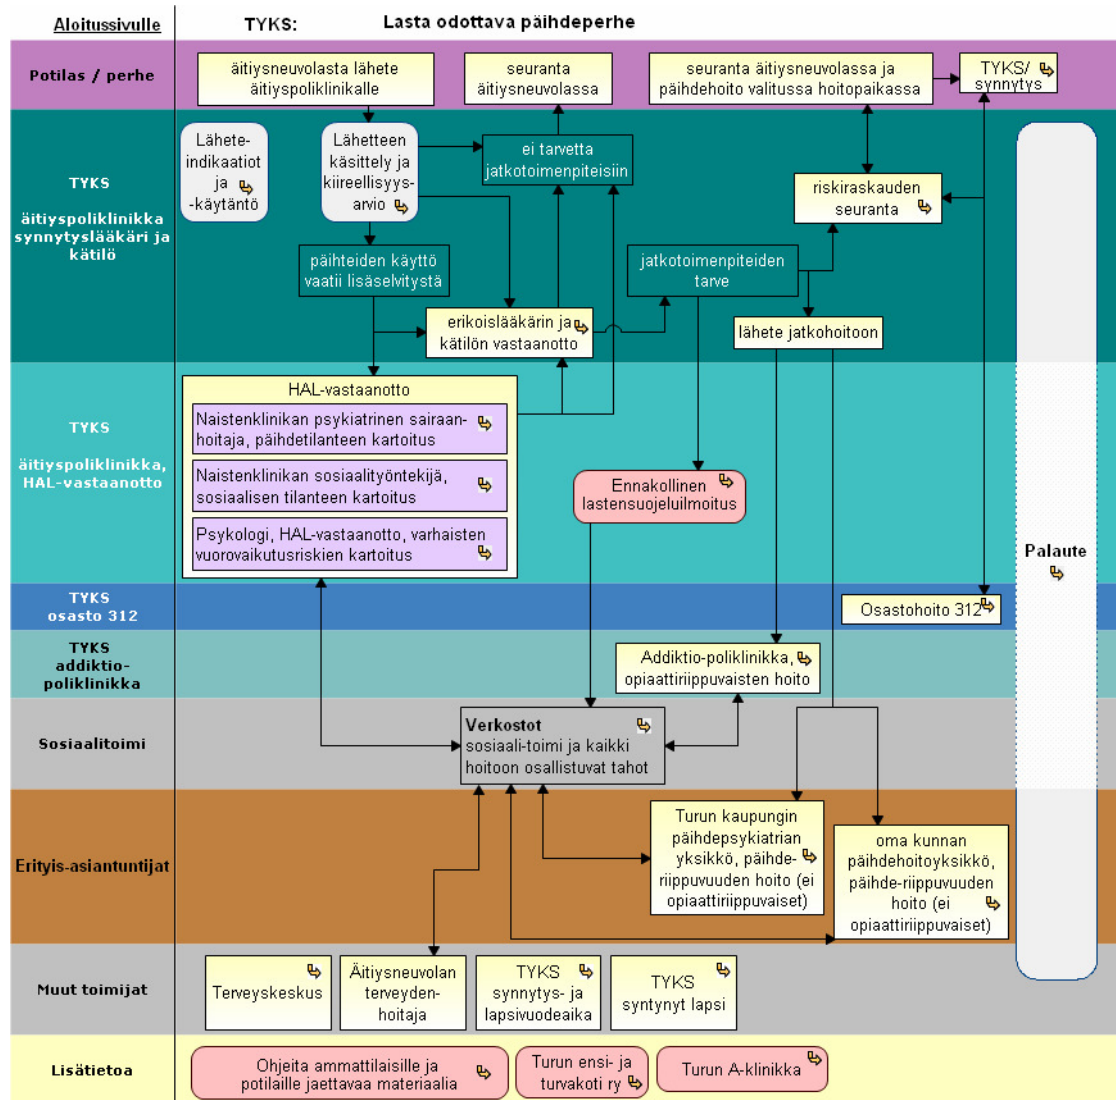 Aloitussivulle
TYKS:
Lasta odottava päihdeperhe
Potilas / perhe
äitiysneuvolasta lähete
äitiyspoliklinikalle
seuranta
äitiysneuvolassa
seuranta äitiysneuvolassa ja
päihdehoito valitussa hoitopaikassa
TYKS/
synnytys
TYKS
äitiyspoliklinikka
synnytyslääkäri ja
kätilö
Lähete-
indikaatiot
ja
-käytäntö
Lähetteen
käsittely ja
kiireellisyys-
arvio
ei tarvetta
jatkotoimenpiteisiin
riskiraskauden
seuranta
päihteiden käyttö
vaatii lisäselvitystä
jatkotoimenpiteiden
tarve
erikoislääkärin ja
kätilön vastaanotto
lähete jatkohoitoon
TYKS
äitiyspoliklinikka,
HAL-vastaanotto
HAL-vastaanotto
Naistenklinikan psykiatrinen sairaan-
hoitaja, päihdetilanteen kartoitus
Naistenklinikan sosiaalityöntekijä,
sosiaalisen tilanteen kartoitus
Psykologi, HAL-vastaanotto, varhaisten
vuorovaikutusriskien kartoitus
Ennakollinen
lastensuojeluilmoitus
Palaute
TYKS
osasto 312
Osastohoito 312
TYKS
addiktio-
poliklinikka
Addiktio-poliklinikka,
opiaattiriippuvaisten hoito
Sosiaalitoimi
Verkostot
sosiaali-toimi ja kaikki
hoitoon osallistuvat tahot
Erityis-asiantuntijat
Turun kaupungin
päihdepsykiatrian
yksikkö, päihde-
riippuvuuden hoito (ei
opiaattiriippuvaiset)
oma kunnan
päihdehoitoyksikkö,
päihde-riippuvuuden
hoito (ei
opiaattiriippuvaiset)
Muut toimijat
Terveyskeskus
Äitiysneuvolan
terveyden-
hoitaja
TYKS
synnytys- ja
lapsivuodeaika
TYKS
syntynyt lapsi
Lisätietoa
Ohjeita ammattilaisille ja
potilaille jaettavaa materiaalia
Turun ensi- ja
turvakoti ry
Turun A-klinikka